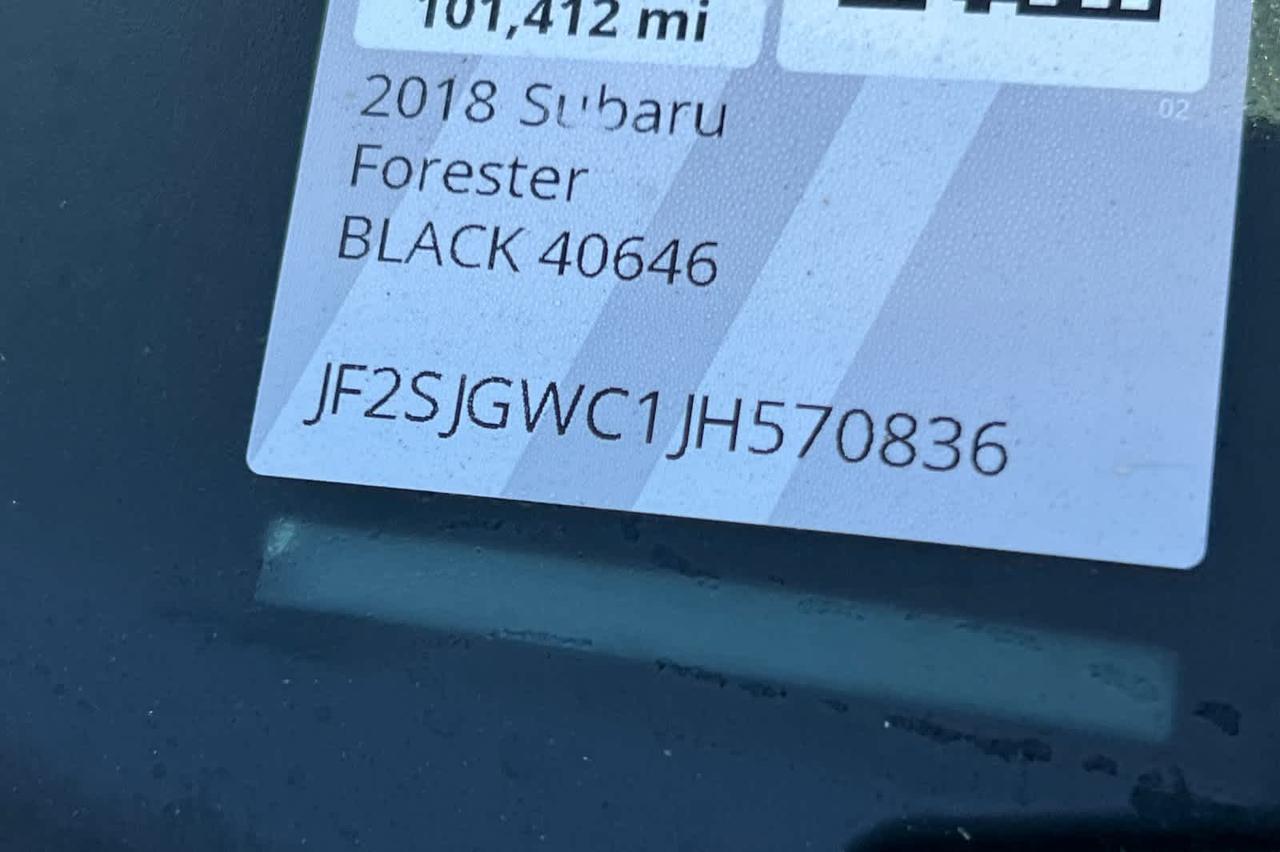 101,412 mi
02
2018 Subaru
Forester
BLACK 40646
JF2SJGWC1JH570836